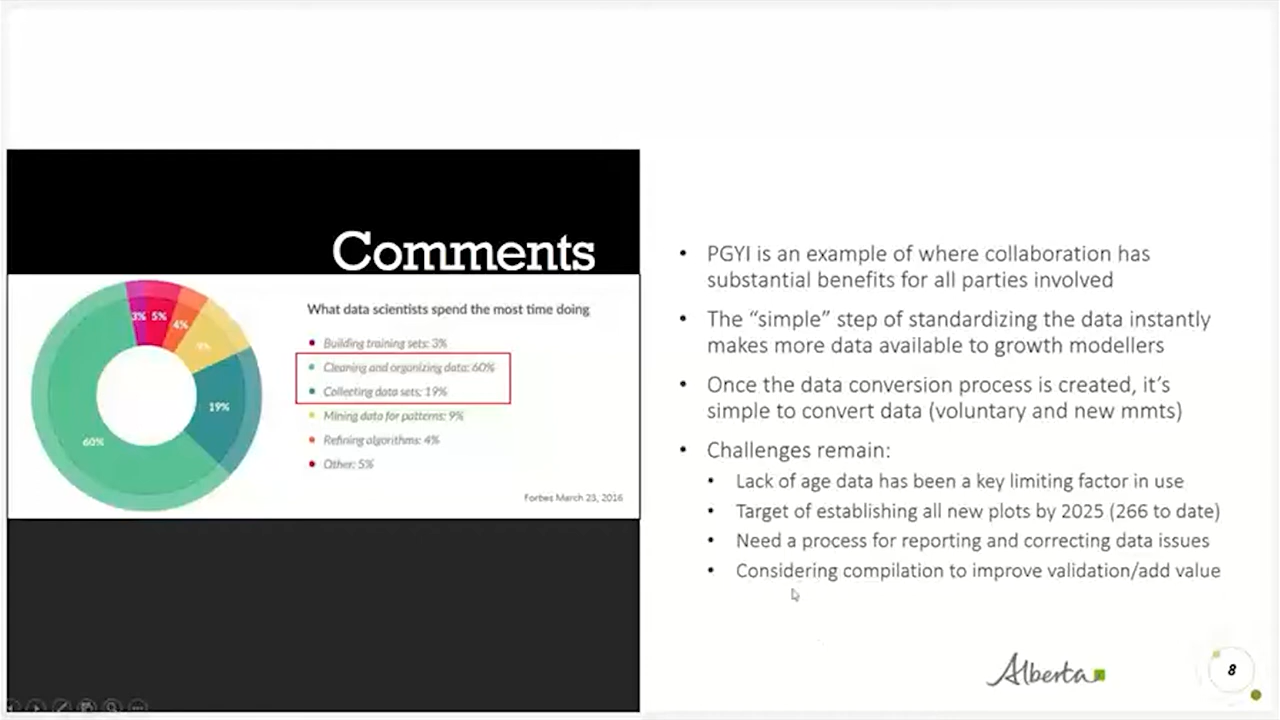 Comments
What data scientists spend the most time doing
Building training sets: 3%
Cleaning and organizing data: 60%
Collecting data sets: 19%
Mining data for patterns: 9%
Refining algorithms: 4%
Other: 5%
3%
5%
4%
9%
19%
60%
Forbes March 23, 2016
• PGYI is an example of where collaboration has
substantial benefits for all parties involved
• The “simple” step of standardizing the data instantly
makes more data available to growth modellers
• Once the data conversion process is created, it’s
simple to convert data (voluntary and new mmts)
• Challenges remain:
• Lack of age data has been a key limiting factor in use
• Target of establishing all new plots by 2025 (266 to date)
• Need a process for reporting and correcting data issues
• Considering compilation to improve validation/add value
Alberta
8